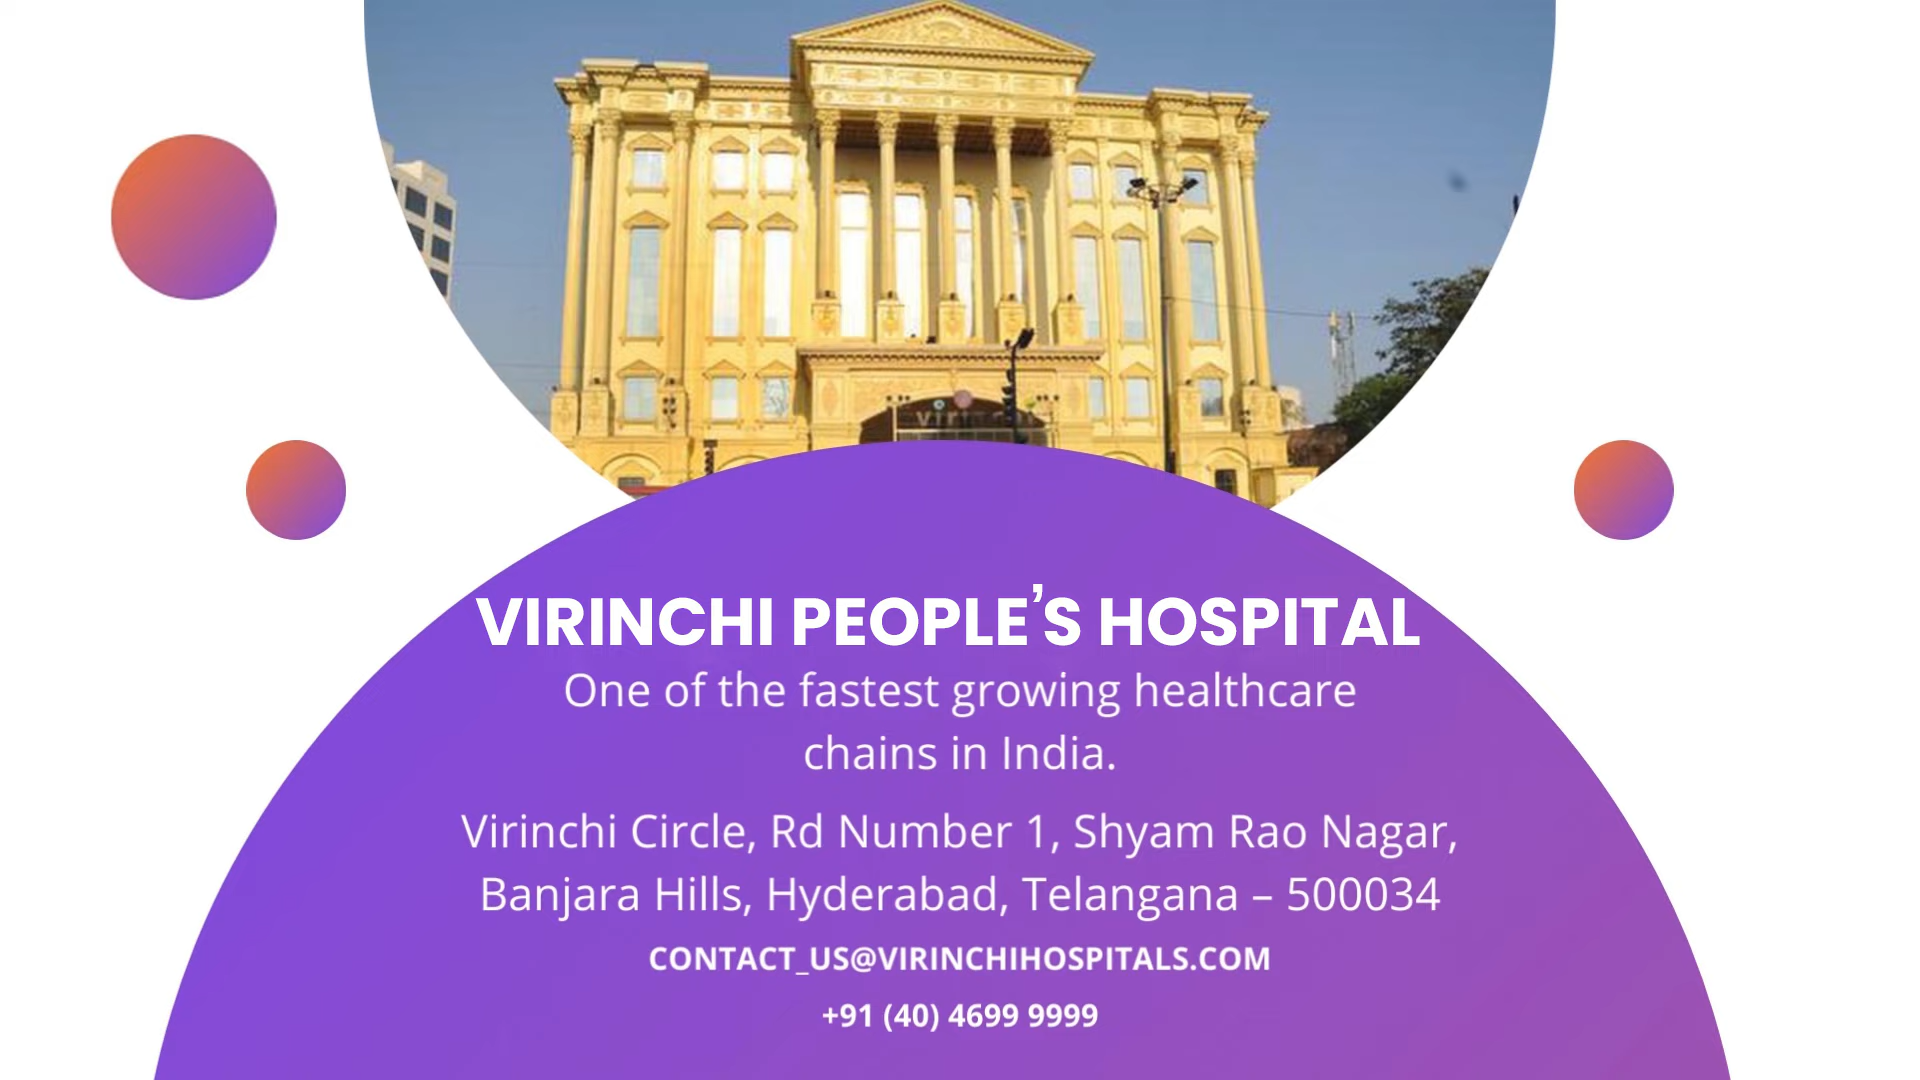 VIRINCHI PEOPLE’S HOSPITAL
One of the fastest growing healthcare
chains in India.
Virinchi Circle, Rd Number 1, Shyam Rao Nagar,
Banjara Hills, Hyderabad, Telangana – 500034
CONTACT_US@VIRINCHIHOSPITALS.COM
+91 (40) 4699 9999